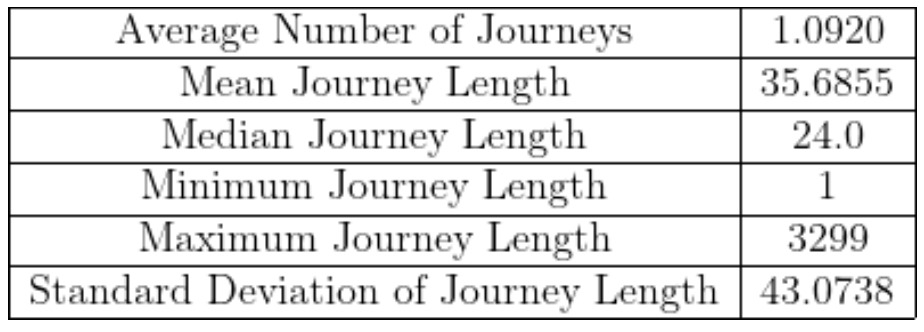 Average Number of Journeys 1.0920
Mean Journey Length 35.6855
Median Journey Length 24.0
Minimum Journey Length 1
Maximum Journey Length 3299
Standard Deviation of Journey Length 43.0738